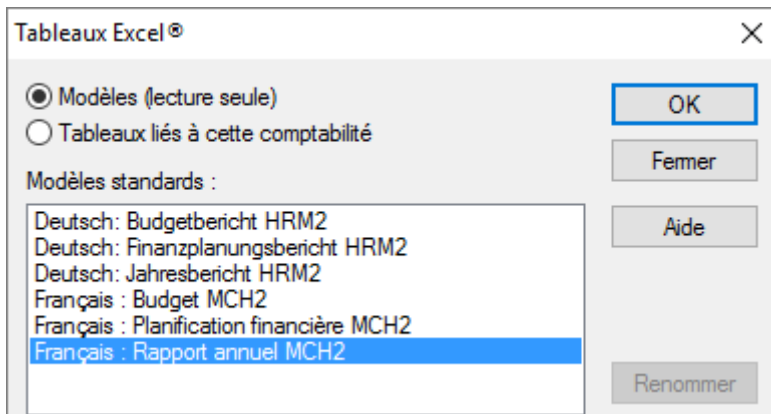 Tableaux Excel®
Modèles (lecture seule)
OK
Tableaux liés à cette comptabilité
Fermer
Modèles standards :
Deutsch: Budgetbericht HRM2
Aide
Deutsch: Finanzplanungsbericht HRM2
Deutsch: Jahresbericht HRM2
Français : Budget MCH2
Français : Planification financière MCH2
Français : Rapport annuel MCH2
Renommer